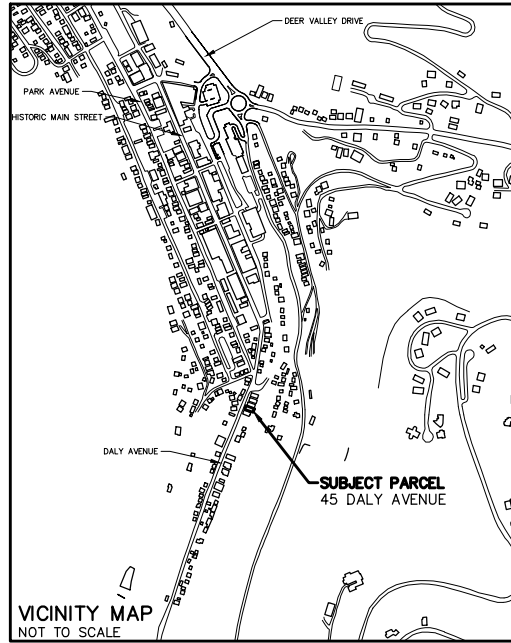 DEER VALLEY DRIVE
PARK AVENUE
HISTORIC MAIN STREET
DALY AVENUE
SUBJECT PARCEL
45 DALY AVENUE
VICINITY MAP
NOT TO SCALE